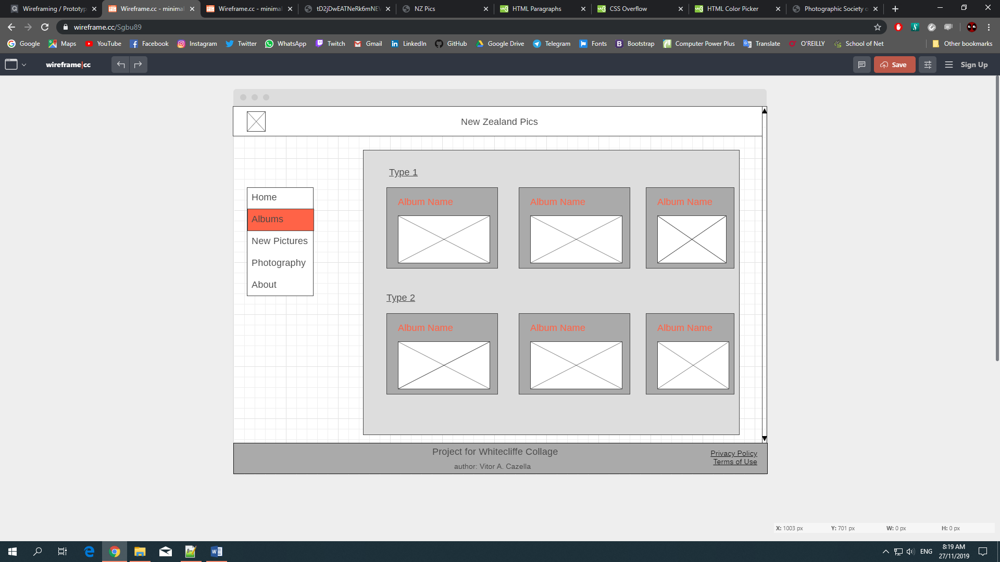 Wireframing / Prototyp
Wireframe.cc - minimal
Wireframe.cc - minimal
tD2jDwEATNeRk6mNEV
NZ Pics
HTML Paragraphs
CSS Overflow
HTML Color Picker
Photographic Society o
wireframe.cc/Sgbu89
Google Maps YouTube Facebook Instagram Twitter WhatsApp Twitch Gmail LinkedIn GitHub Google Drive Telegram Fonts Bootstrap Computer Power Plus Translate O'REILLY School of Net Other bookmarks
wireframe|cc
Save
Sign Up
New Zealand Pics
Home
Albums
New Pictures
Photography
About
Type 1
Album Name Album Name Album Name
Type 2
Album Name Album Name Album Name
Project for Whitecliffe Collage
author: Vitor A. Cazella
Privacy Policy
Terms of Use
X: 1003 px Y: 701 px W: 0 px H: 0 px
ENG
8:19 AM
27/11/2019